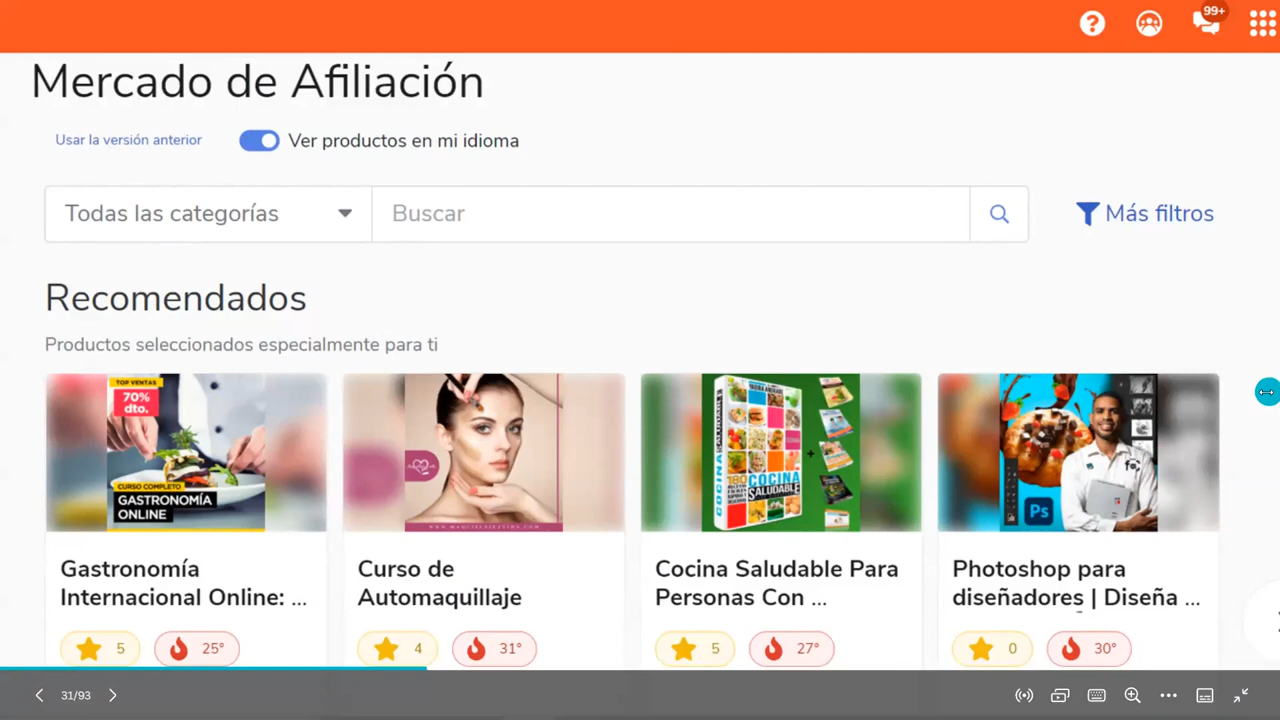 99+
Mercado de Afiliación
Usar la versión anterior
Ver productos en mi idioma
Todas las categorías
Buscar
Más filtros
Recomendados
Productos seleccionados especialmente para ti
TOP VENTAS
70%
dto.
CURSO COMPLETO
GASTRONOMÍA
ONLINE
COCINA SALUDABLE
180
COCINA
SALUDABLE
+
Ps
Gastronomía
Internacional Online: ...
Curso de
Automaquillaje
Cocina Saludable Para
Personas Con ...
Photoshop para
diseñadores | Diseña ...
5
25°
4
31°
5
27°
0
30°
31/93